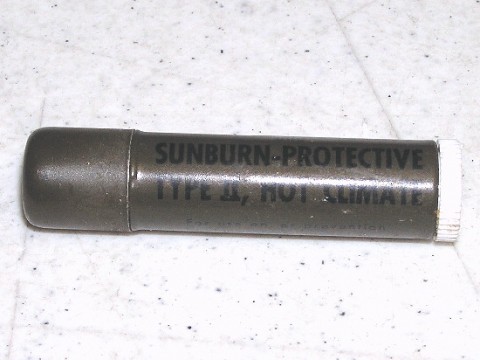 SUNBURN-PROTECTIVE
TYPE II, HOT CLIMATE